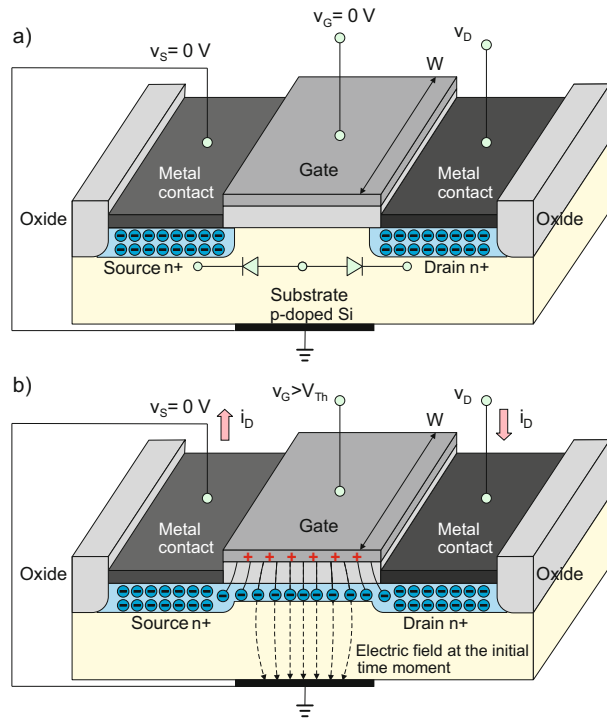 a)
v_G = 0 V
v_S = 0 V
v_D
W
Metal
contact
Gate
Metal
contact
Oxide
Oxide
Source n+
Drain n+
Substrate
p-doped Si
b)
v_G>V_Th
v_S = 0 V
i_D
v_D
i_D
W
Gate
Metal
contact
Metal
contact
+ + + + + +
Oxide
Oxide
Source n+
Drain n+
Electric field at the initial
time moment